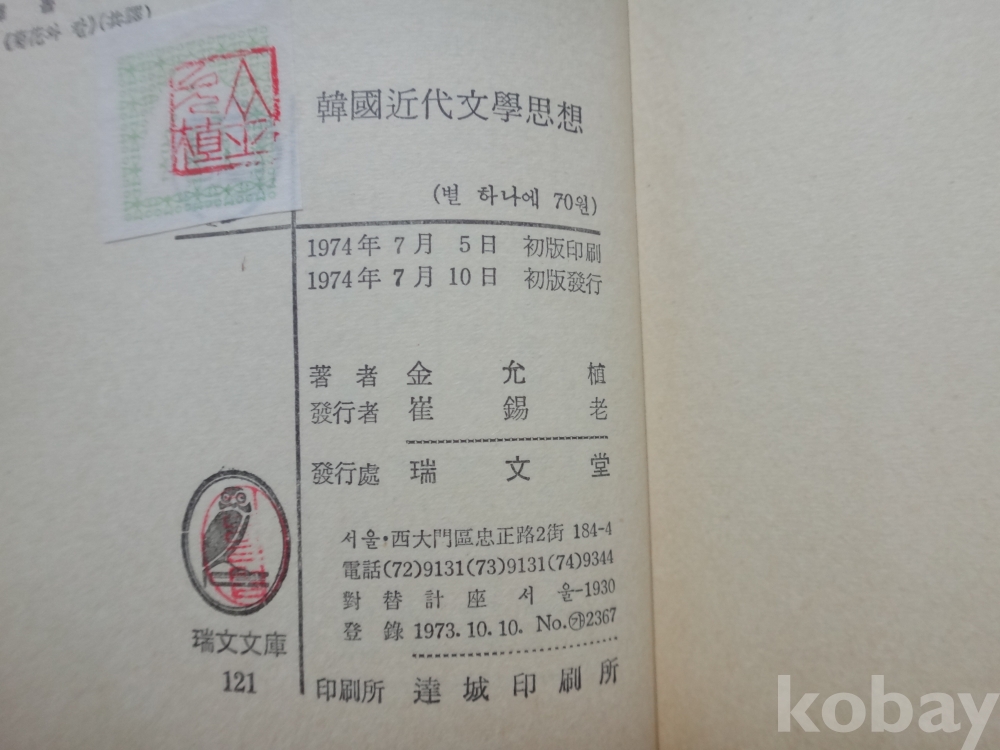 韓國近代文學思想
(별 하나에 70원)
1974年 7月 5日 初版印刷
1974年 7月 10日 初版發行
著者 金允植
發行者 崔錫老
發行處 瑞文堂
서울·西大門區忠正路2街 184-4
電話(72)9131(73)9131(74)9344
對替計座 서울-1930
登錄 1973. 10. 10. No.㉮2367
印刷所 達城印刷所
瑞文文庫
121
kobay